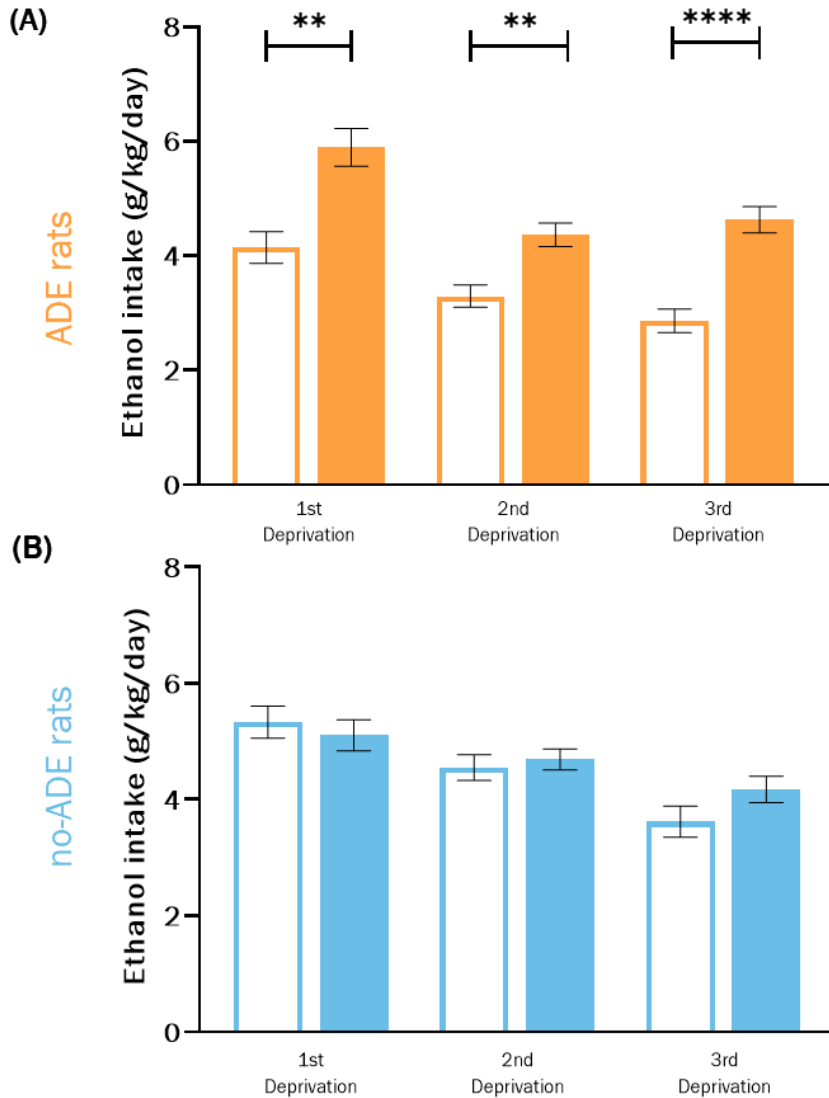 (A)
** ** ****
ADE rats
Ethanol intake (g/kg/day)
8
6
4
2
0
1st
Deprivation
2nd
Deprivation
3rd
Deprivation
(B)
no-ADE rats
Ethanol intake (g/kg/day)
8
6
4
2
0
1st
Deprivation
2nd
Deprivation
3rd
Deprivation